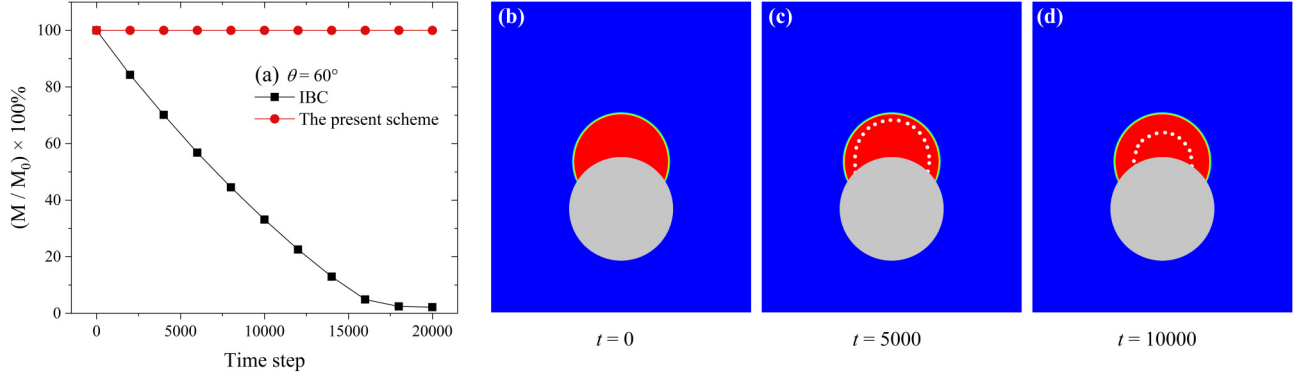 (M / M₀) × 100%
100
80
60
40
20
0
(a) θ = 60°
IBC
The present scheme
0 5000 10000 15000 20000
Time step
(b)
(c)
(d)
t = 0
t = 5000
t = 10000